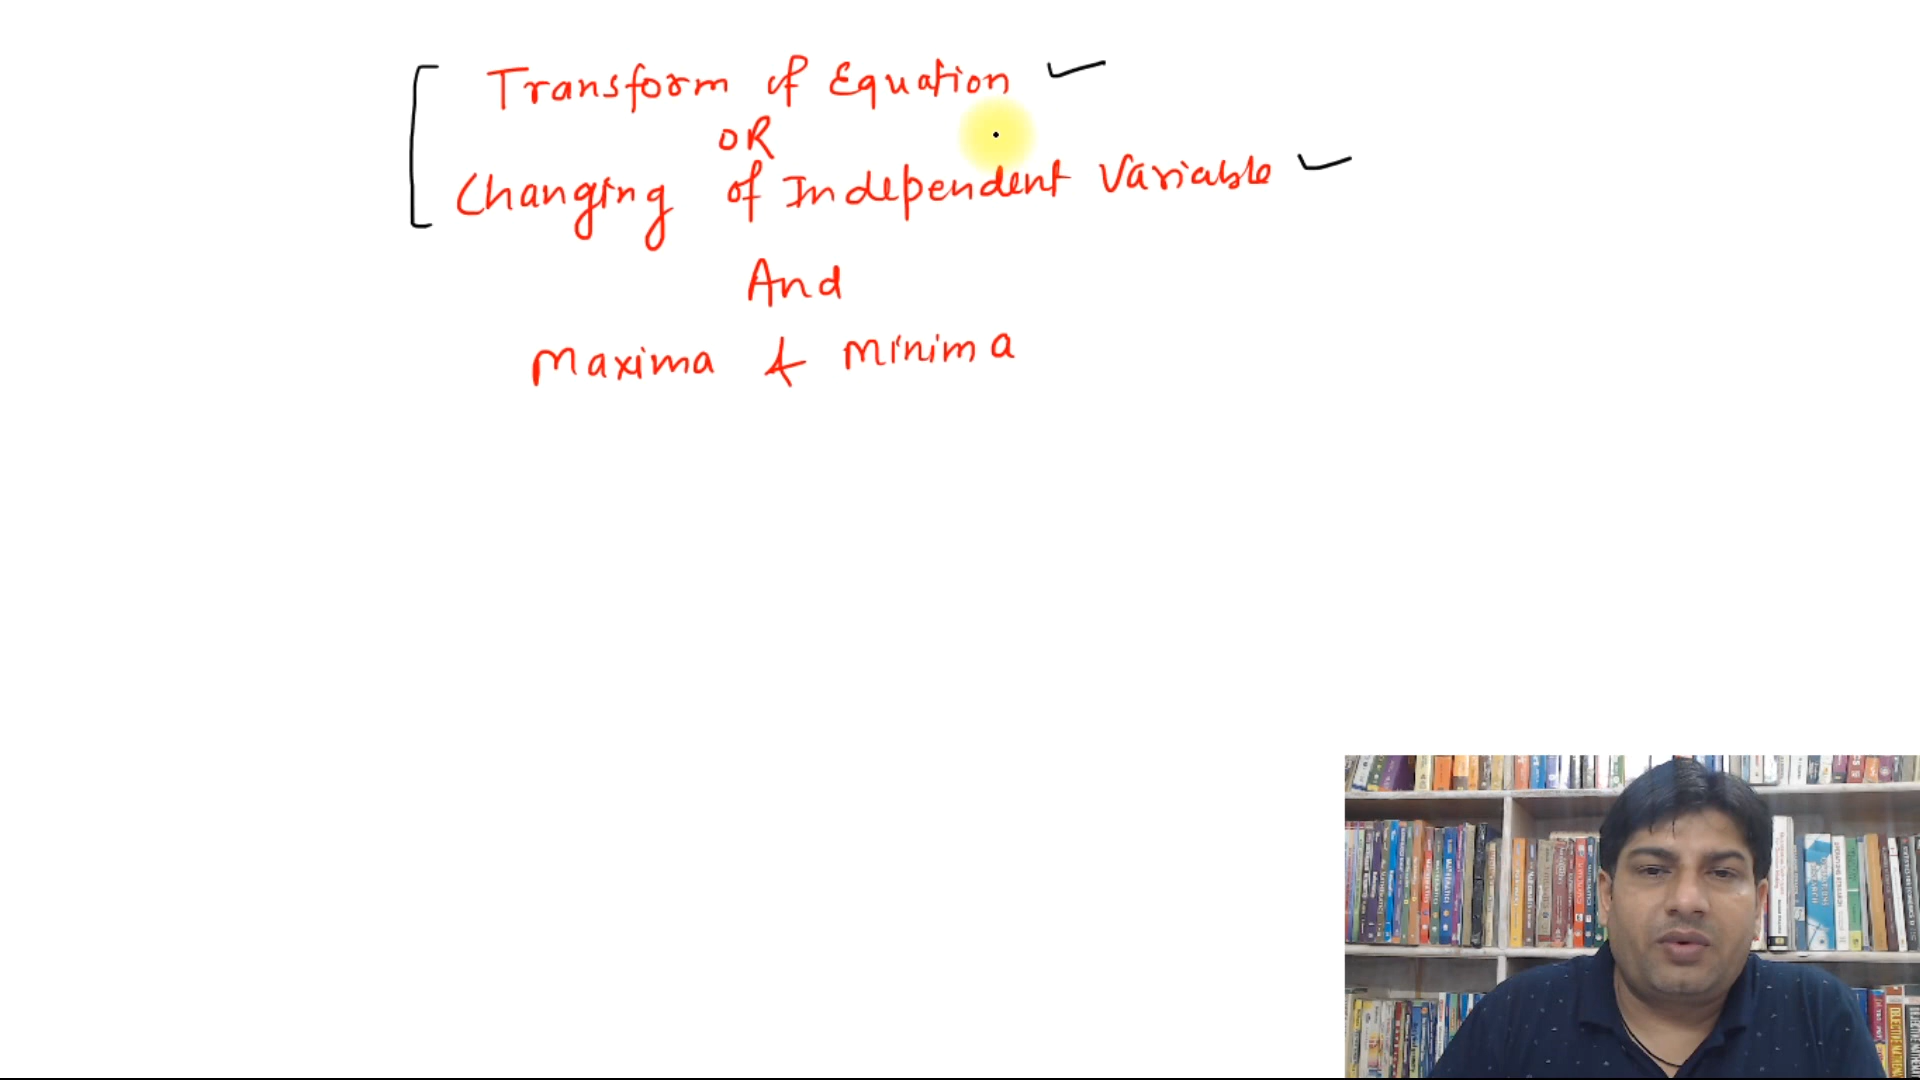 Transform of Equation
OR
Changing of Independent Variable
And
Maxima & Minima